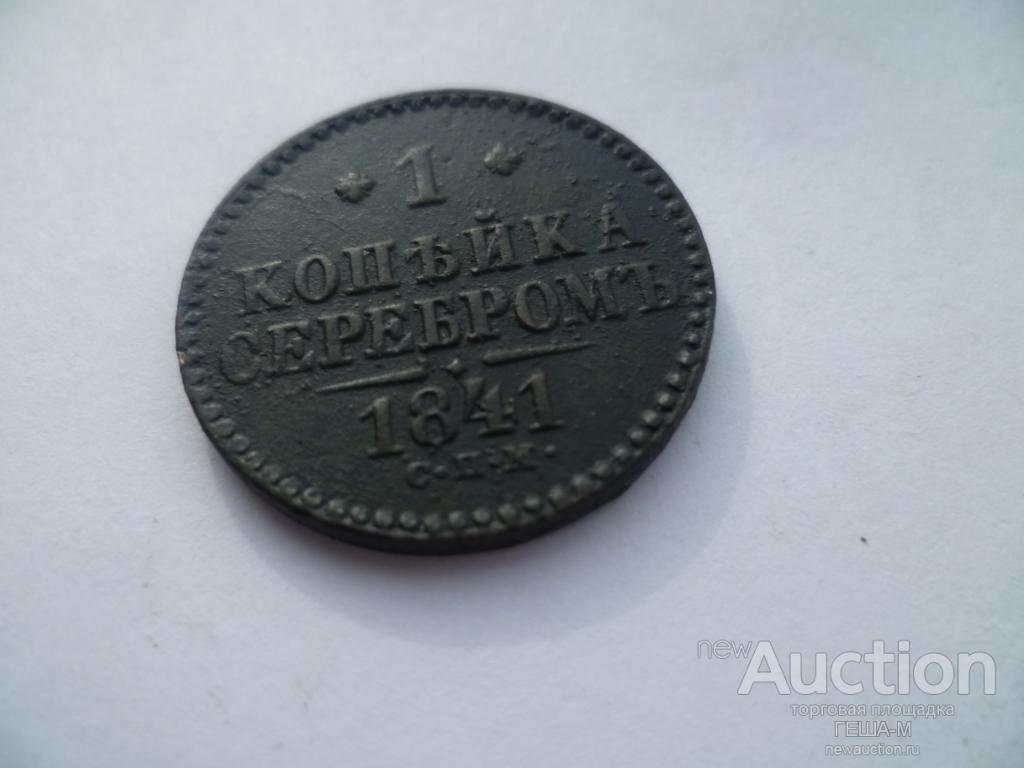 * 1 *
КОПѢЙКА
СЕРЕБРОМЪ
1841
С.П.М.
newAuction
торговая площадка
ГЕША-М
newauction.ru